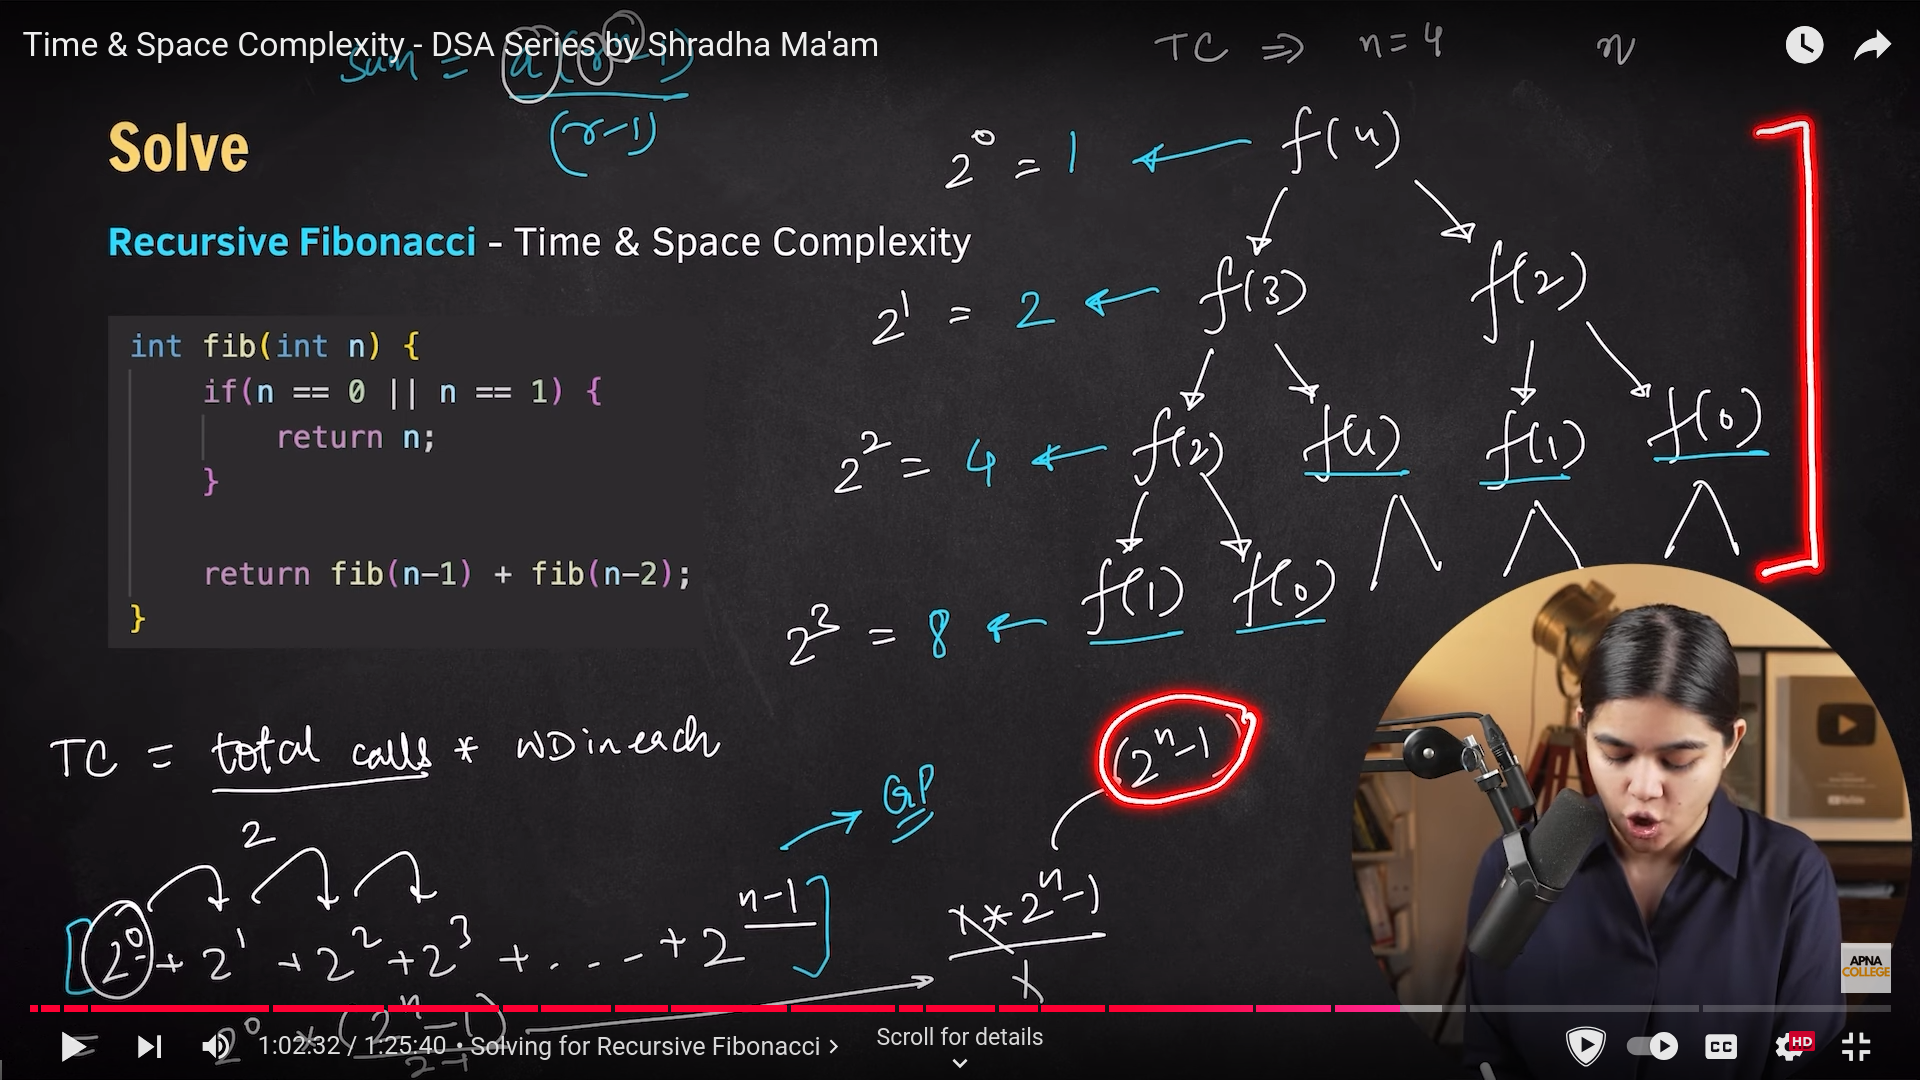 Time & Space Complexity - DSA Series by Shradha Ma'am
TC ⇒ n=4 n
(r-1)
Solve
2^0 = 1 ← f(4)
Recursive Fibonacci - Time & Space Complexity
2^1 = 2 ← f(3) f(2)
int fib(int n) {
if(n == 0 || n == 1) {
return n;
}
return fib(n-1) + fib(n-2);
}
2^2 = 4 ← f(2) f(1) f(1) f(0)
2^3 = 8 ← f(1) f(0)
TC = total calls * WD in each
(2^n-1)
→ GP
2
[2^0 + 2^1 + 2^2 + 2^3 + . . . + 2^n-1]
1*2^n-1
1
2^0 * (2^n-1)
2-1
APNA
COLLEGE
1:02:32 / 1:25:40 • Solving for Recursive Fibonacci >
Scroll for details
CC
HD